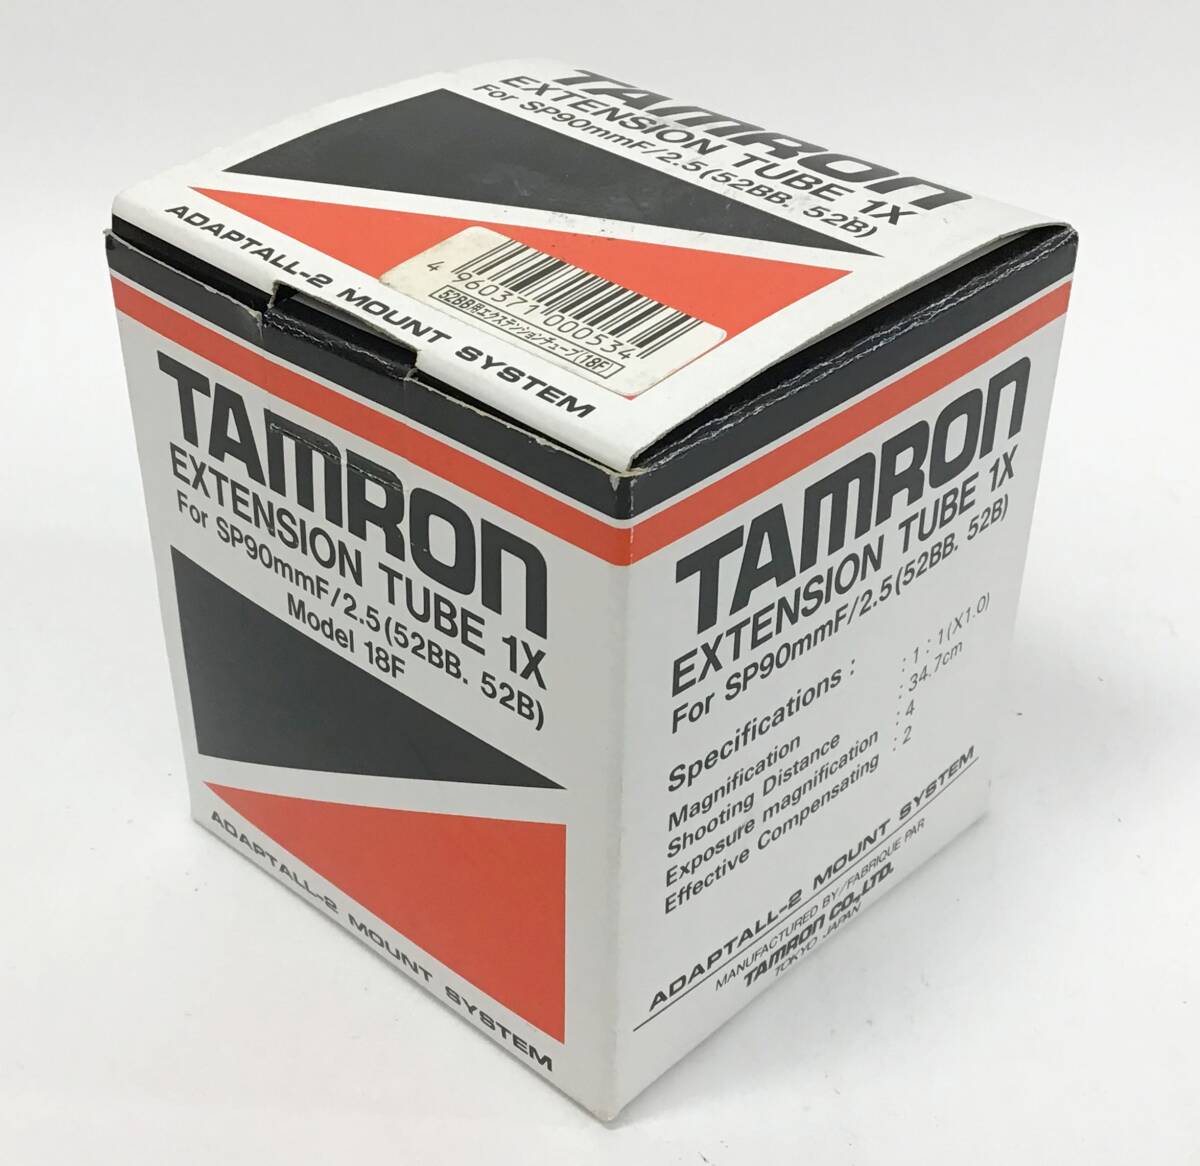 TAMRON
EXTENSION TUBE 1X
For SP90mmF/2.5(52BB. 52B)
4 960371 000534
52BB用エクステンションチューブ(18F)
ADAPTALL-2 MOUNT SYSTEM
TAMRON
EXTENSION TUBE 1X
For SP90mmF/2.5(52BB. 52B)
Model 18F
ADAPTALL-2 MOUNT SYSTEM
TAMRON
EXTENSION TUBE 1X
For SP90mmF/2.5(52BB. 52B)
Specifications :
Magnification : 1 : 1(X1.0)
Shooting Distance : 34.7cm
Exposure magnification : 4
Effective Compensating : 2
ADAPTALL-2 MOUNT SYSTEM
MANUFACTURED BY/FABRIQUE PAR
TAMRON CO.,LTD.
TOKYO JAPAN